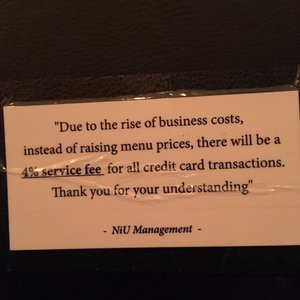 "Due to the rise of business costs,
instead of raising menu prices, there will be a
4% service fee for all credit card transactions.
Thank you for your understanding"
- NiU Management -